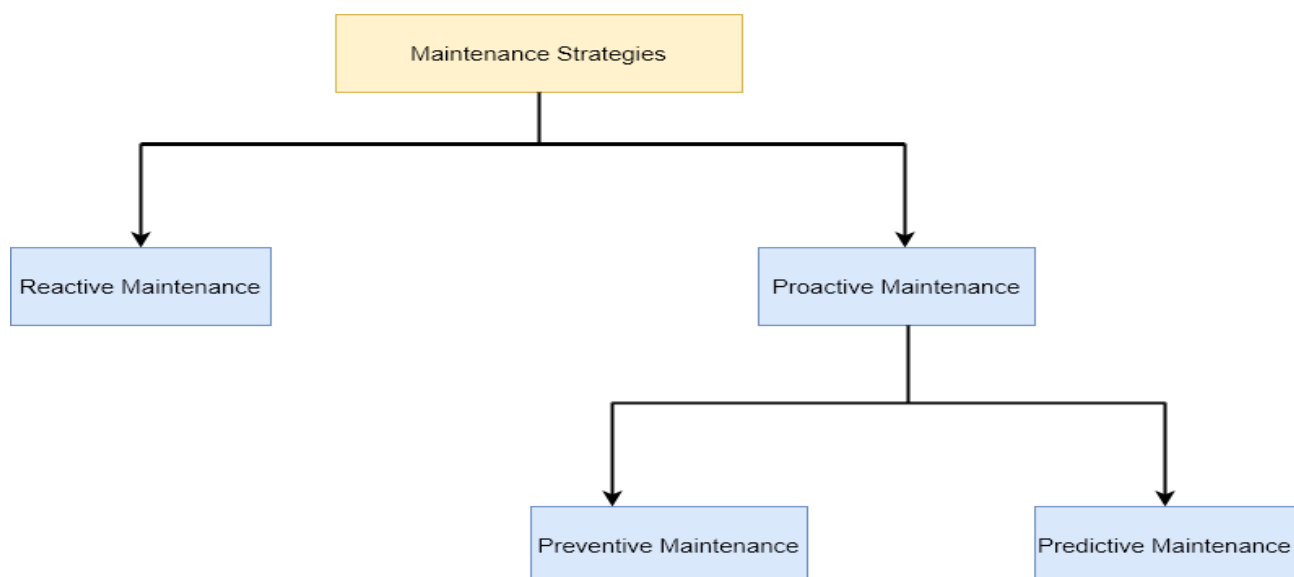 Maintenance Strategies
Reactive Maintenance
Proactive Maintenance
Preventive Maintenance
Predictive Maintenance